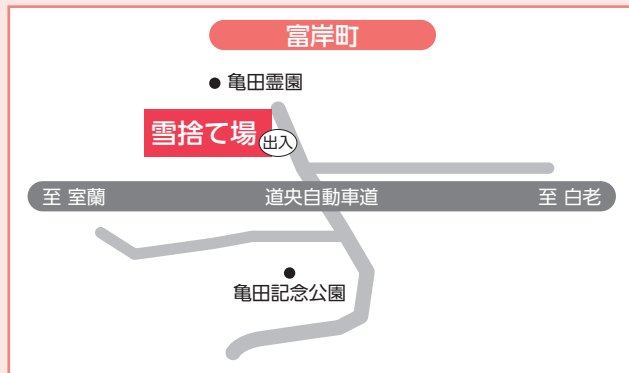 富岸町
亀田霊園
雪捨て場
出入
至 室蘭
道央自動車道
至 白老
亀田記念公園